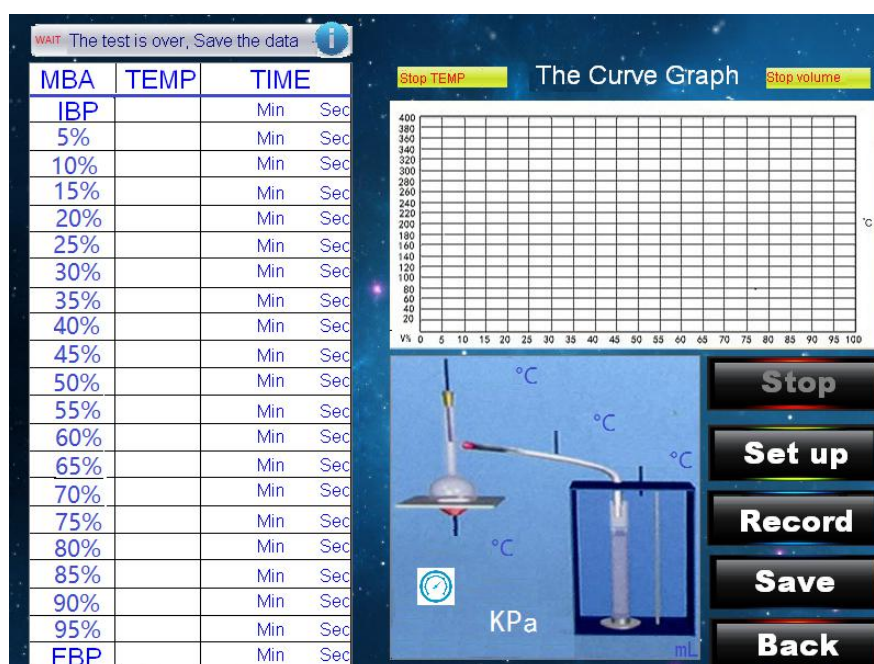 WAIT The test is over, Save the data i
MBA TEMP TIME
IBP Min Sec
5% Min Sec
10% Min Sec
15% Min Sec
20% Min Sec
25% Min Sec
30% Min Sec
35% Min Sec
40% Min Sec
45% Min Sec
50% Min Sec
55% Min Sec
60% Min Sec
65% Min Sec
70% Min Sec
75% Min Sec
80% Min Sec
85% Min Sec
90% Min Sec
95% Min Sec
FBP Min Sec
Stop TEMP The Curve Graph Stop volume
400
380
360
340
320
300
280
260
240
220
200
180
160
140
120
100
80
60
40
20
°C
V% 0 5 10 15 20 25 30 35 40 45 50 55 60 65 70 75 80 85 90 95 100
°C
°C
°C
°C
KPa
mL
Stop
Set up
Record
Save
Back